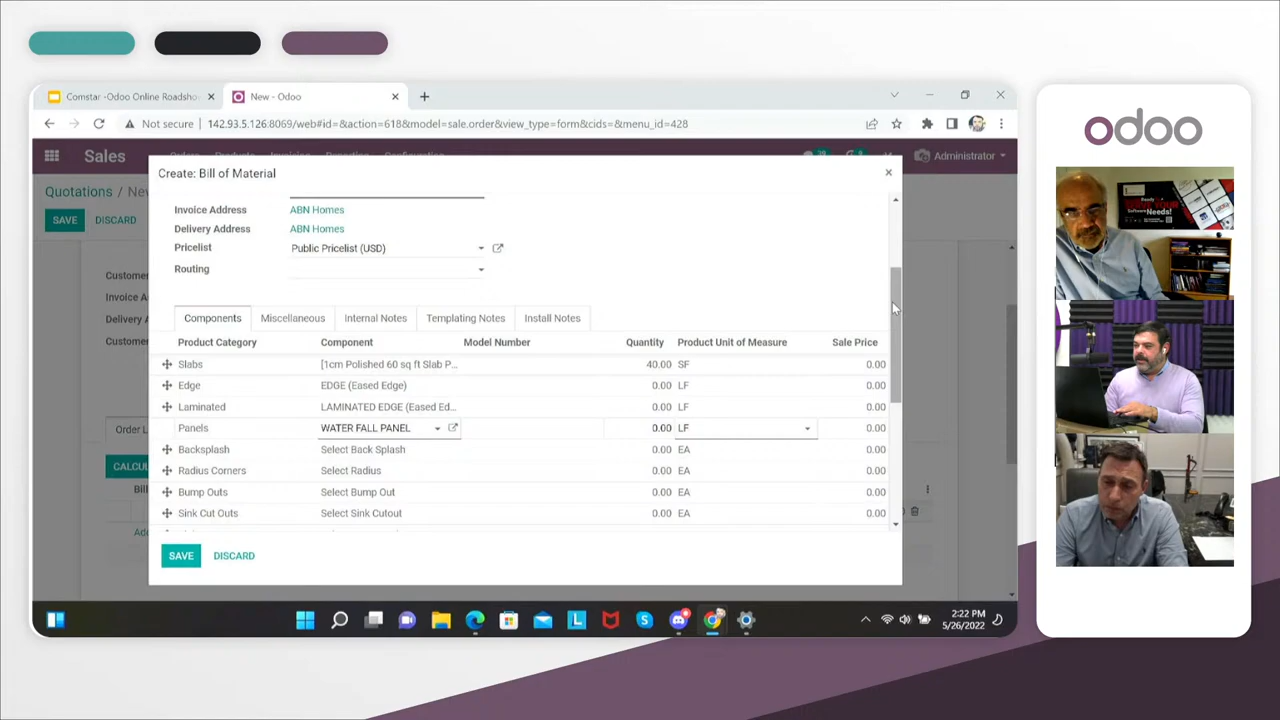 Comstar -Odoo Online Roadsho
New - Odoo
Not secure
142.93.5.126:8069/web#id=&action=618&model=sale.order&view_type=form&cids=&menu_id=428
odoo
Sales
Administrator
Create: Bill of Material
Quotations / New
SAVE
DISCARD
Invoice Address
ABN Homes
Delivery Address
ABN Homes
Pricelist
Public Pricelist (USD)
Routing
Customer
Invoice A
Delivery A
Customer
Components
Miscellaneous
Internal Notes
Templating Notes
Install Notes
Product Category
Component
Model Number
Quantity
Product Unit of Measure
Sale Price
Slabs
[1cm Polished 60 sq ft Slab P...
40.00
SF
0.00
Edge
EDGE (Eased Edge)
0.00
LF
0.00
Laminated
LAMINATED EDGE (Eased Ed...
0.00
LF
0.00
Panels
WATER FALL PANEL
0.00
LF
0.00
Backsplash
Select Back Splash
0.00
EA
0.00
Radius Corners
Select Radius
0.00
EA
0.00
Bump Outs
Select Bump Out
0.00
EA
0.00
Sink Cut Outs
Select Sink Cutout
0.00
EA
0.00
Order L
CALCU
Bill
Add
SAVE
DISCARD
2:22 PM
5/26/2022